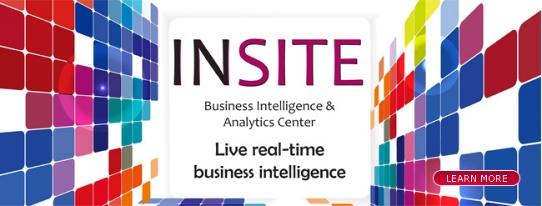 INSITE
Business Intelligence &
Analytics Center
Live real-time
business intelligence
LEARN MORE